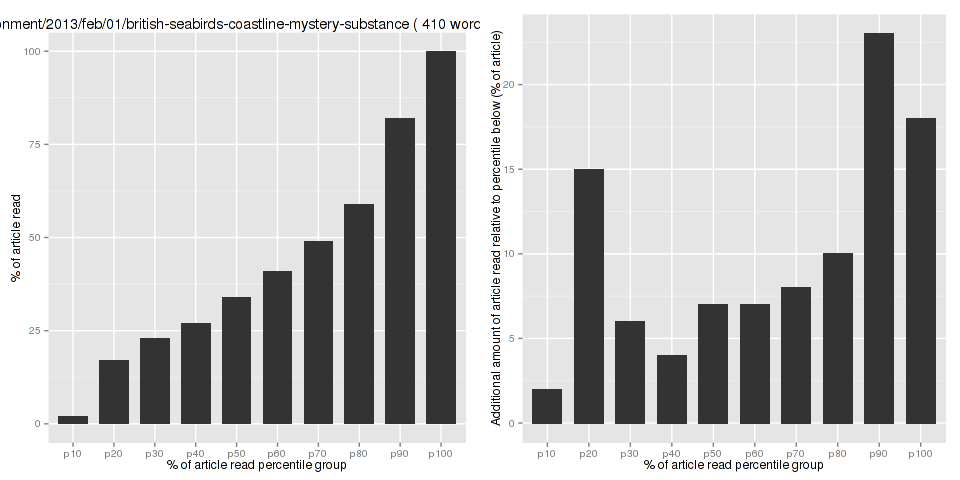 onment/2013/feb/01/british-seabirds-coastline-mystery-substance ( 410 word
% of article read
100
75
50
25
0
p10 p20 p30 p40 p50 p60 p70 p80 p90 p100
% of article read percentile group
Additional amount of article read relative to percentile below (% of article)
20
15
10
5
0
p10 p20 p30 p40 p50 p60 p70 p80 p90 p100
% of article read percentile group